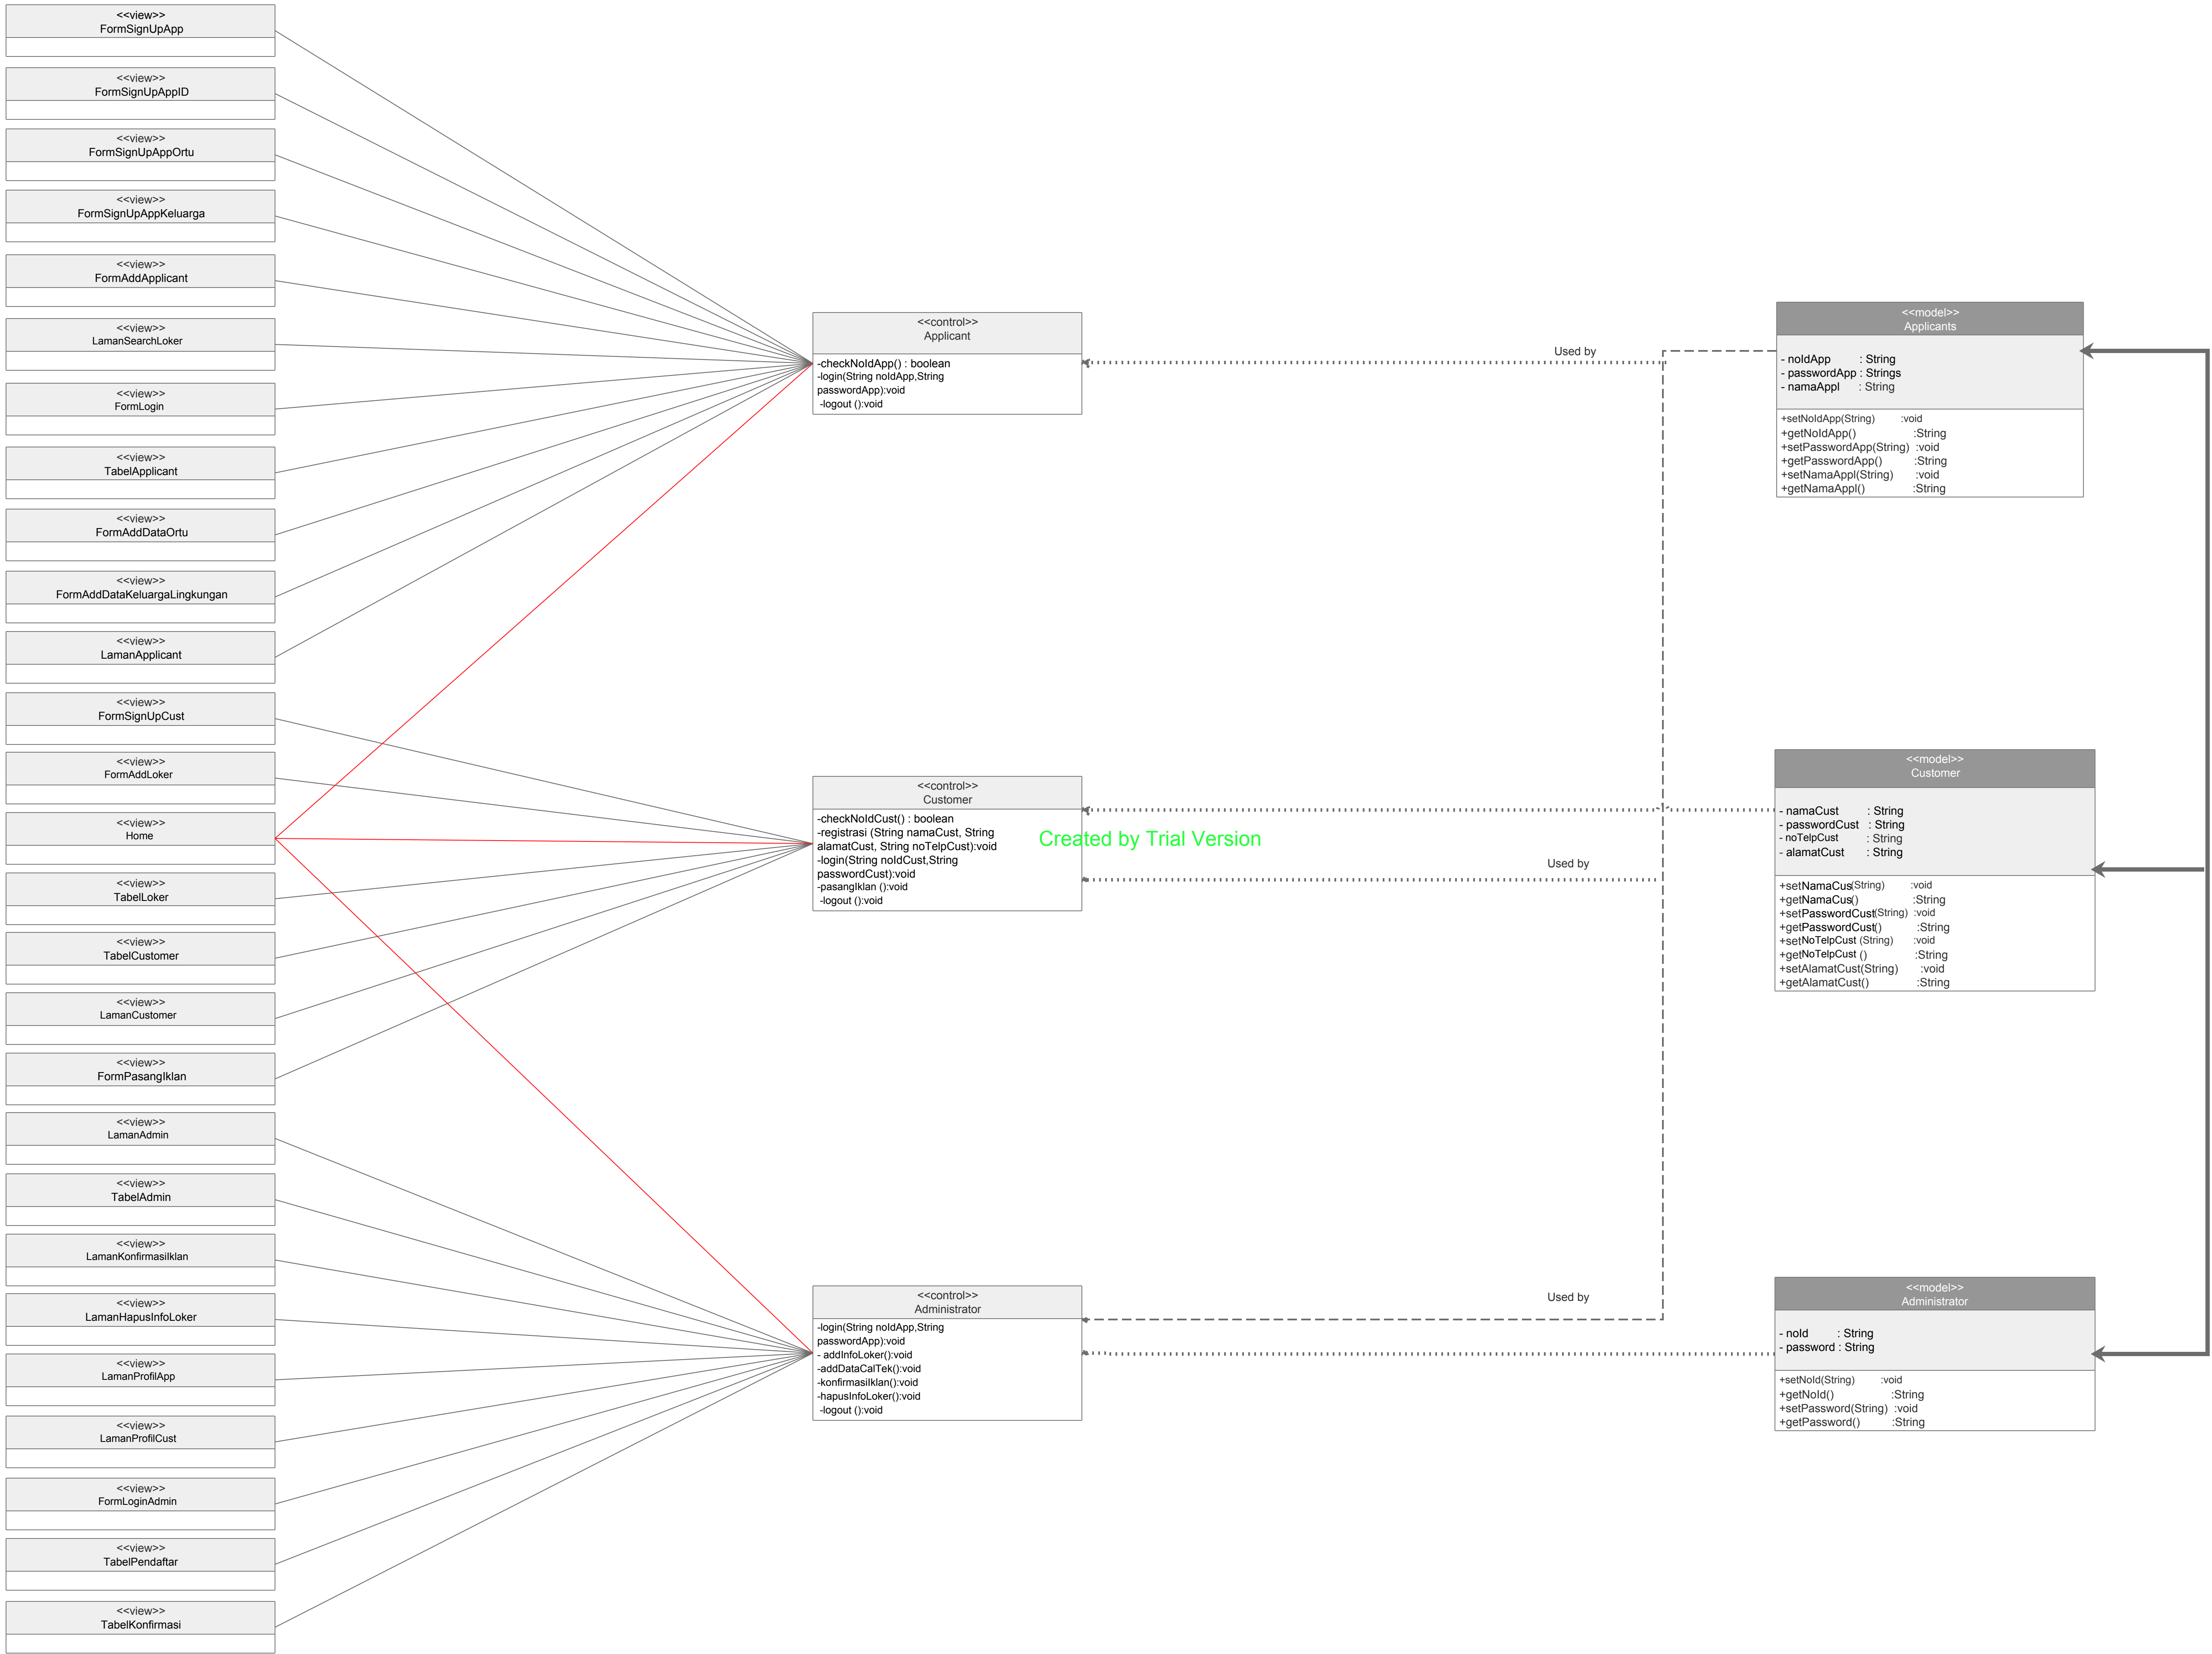 <<view>>
FormSignUpApp
<<view>>
FormSignUpAppID
<<view>>
FormSignUpAppOrtu
<<view>>
FormSignUpAppKeluarga
<<view>>
FormAddApplicant
<<view>>
LamanSearchLoker
<<view>>
FormLogin
<<view>>
TabelApplicant
<<view>>
FormAddDataOrtu
<<view>>
FormAddDataKeluargaLingkungan
<<view>>
LamanApplicant
<<view>>
FormSignUpCust
<<view>>
FormAddLoker
<<view>>
Home
<<view>>
TabelLoker
<<view>>
TabelCustomer
<<view>>
LamanCustomer
<<view>>
FormPasangIklan
<<view>>
LamanAdmin
<<view>>
TabelAdmin
<<view>>
LamanKonfirmasiIklan
<<view>>
LamanHapusInfoLoker
<<view>>
LamanProfilApp
<<view>>
LamanProfilCust
<<view>>
FormLoginAdmin
<<view>>
TabelPendaftar
<<view>>
TabelKonfirmasi
<<control>>
Applicant
-checkNoIdApp() : boolean
-login(String noIdApp,String
passwordApp):void
-logout ():void
<<control>>
Customer
-checkNoIdCust() : boolean
-registrasi (String namaCust, String
alamatCust, String noTelpCust):void
-login(String noIdCust,String
passwordCust):void
-pasangIklan ():void
-logout ():void
<<control>>
Administrator
-login(String noIdApp,String
passwordApp):void
- addInfoLoker():void
-addDataCalTek():void
-konfirmasiIklan():void
-hapusInfoLoker():void
-logout ():void
Created by Trial Version
Used by
Used by
Used by
<<model>>
Applicants
- noIdApp : String
- passwordApp : Strings
- namaAppl : String
+setNoIdApp(String) :void
+getNoIdApp() :String
+setPasswordApp(String) :void
+getPasswordApp() :String
+setNamaAppl(String) :void
+getNamaAppl() :String
<<model>>
Customer
- namaCust : String
- passwordCust : String
- noTelpCust : String
- alamatCust : String
+setNamaCus(String) :void
+getNamaCus() :String
+setPasswordCust(String) :void
+getPasswordCust() :String
+setNoTelpCust (String) :void
+getNoTelpCust () :String
+setAlamatCust(String) :void
+getAlamatCust() :String
<<model>>
Administrator
- noId : String
- password : String
+setNoId(String) :void
+getNoId() :String
+setPassword(String) :void
+getPassword() :String